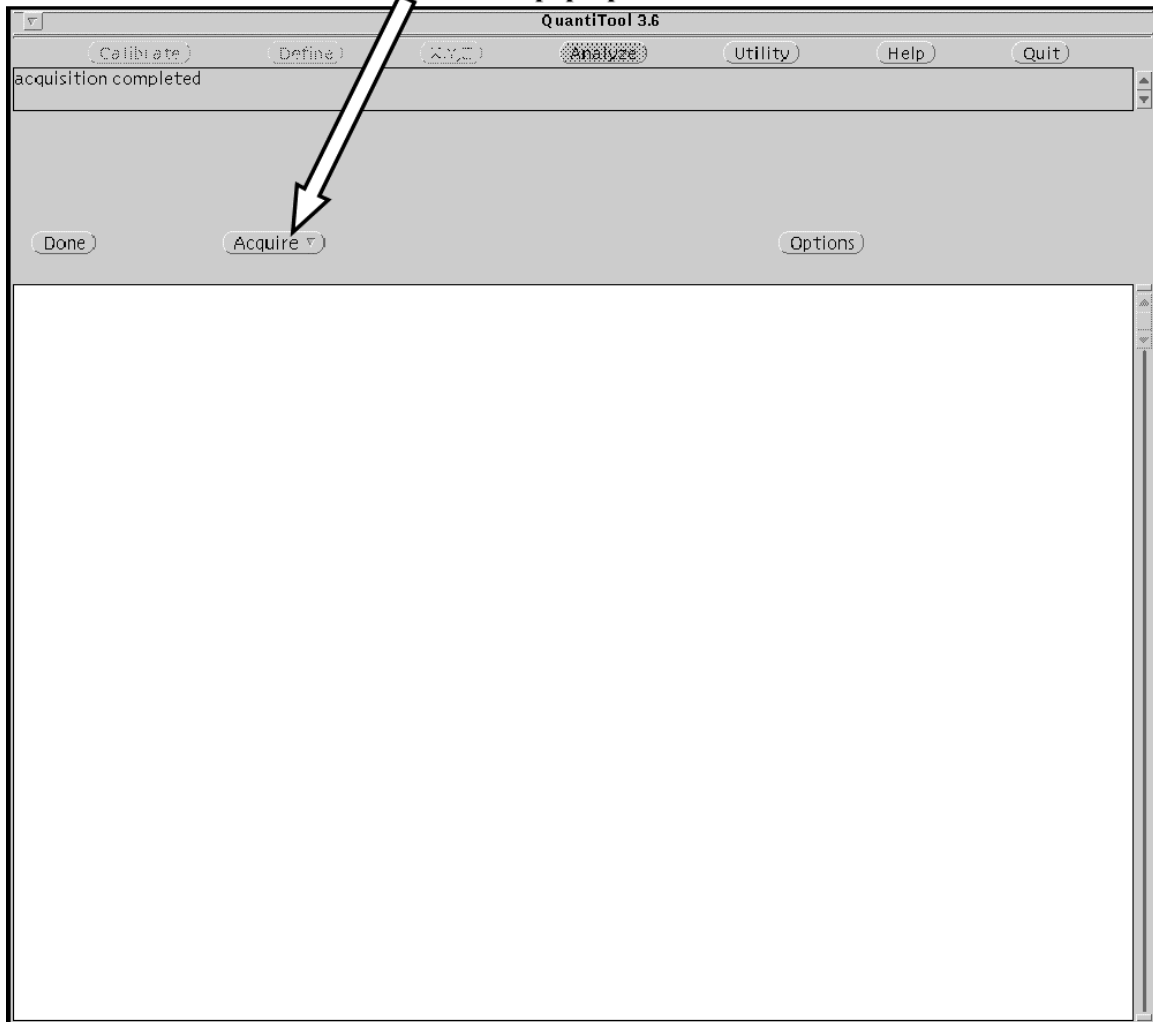 QuantiTool 3.6
Calibrate Define X,Y,Z Analyze Utility Help Quit
acquisition completed
Done Acquire Options